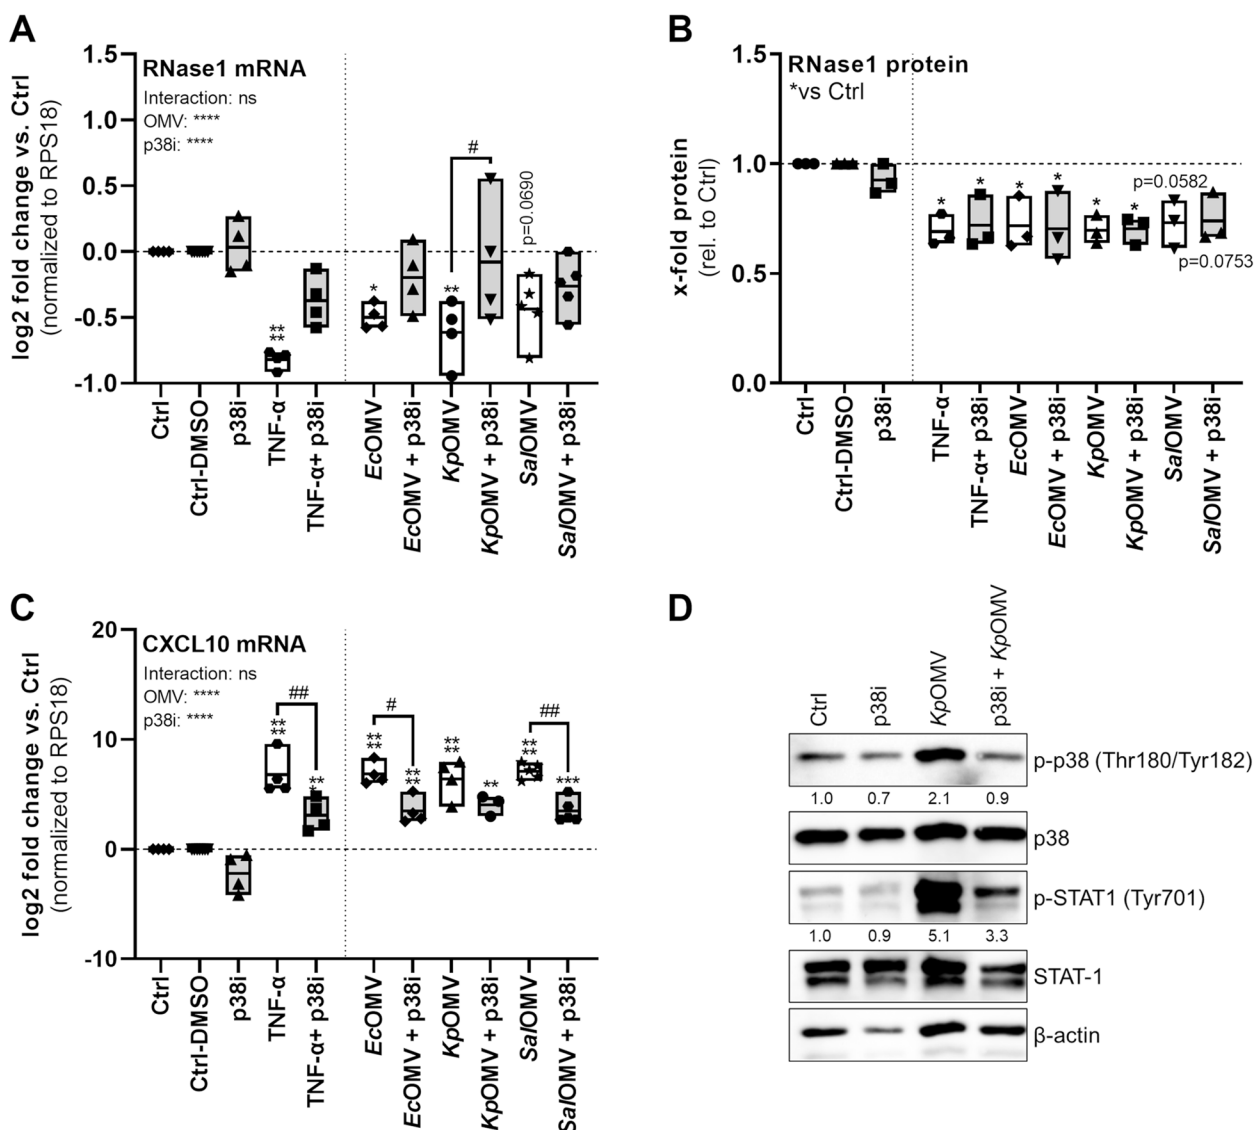 A
RNase1 mRNA
Interaction: ns
OMV: ****
p38i: ****
log2 fold change vs. Ctrl
(normalized to RPS18)
1.5
1.0
0.5
0.0
-0.5
-1.0
**
**
*
**
#
p=0.0690
Ctrl
Ctrl-DMSO
p38i
TNF-α
TNF-α+ p38i
EcOMV
EcOMV + p38i
KpOMV
KpOMV + p38i
SalOMV
SalOMV + p38i
B
RNase1 protein
*vs Ctrl
x-fold protein
(rel. to Ctrl)
1.5
1.0
0.5
0.0
*
*
*
*
*
*
p=0.0582
p=0.0753
Ctrl
Ctrl-DMSO
p38i
TNF-α
TNF-α+ p38i
EcOMV
EcOMV + p38i
KpOMV
KpOMV + p38i
SalOMV
SalOMV + p38i
C
CXCL10 mRNA
Interaction: ns
OMV: ****
p38i: ****
log2 fold change vs. Ctrl
(normalized to RPS18)
20
10
0
-10
##
#
##
**
**
**
*
**
**
**
**
**
**
**
**
**
***
Ctrl
Ctrl-DMSO
p38i
TNF-α
TNF-α+ p38i
EcOMV
EcOMV + p38i
KpOMV
KpOMV + p38i
SalOMV
SalOMV + p38i
D
Ctrl
p38i
KpOMV
p38i + KpOMV
p-p38 (Thr180/Tyr182)
1.0 0.7 2.1 0.9
p38
p-STAT1 (Tyr701)
1.0 0.9 5.1 3.3
STAT-1
β-actin